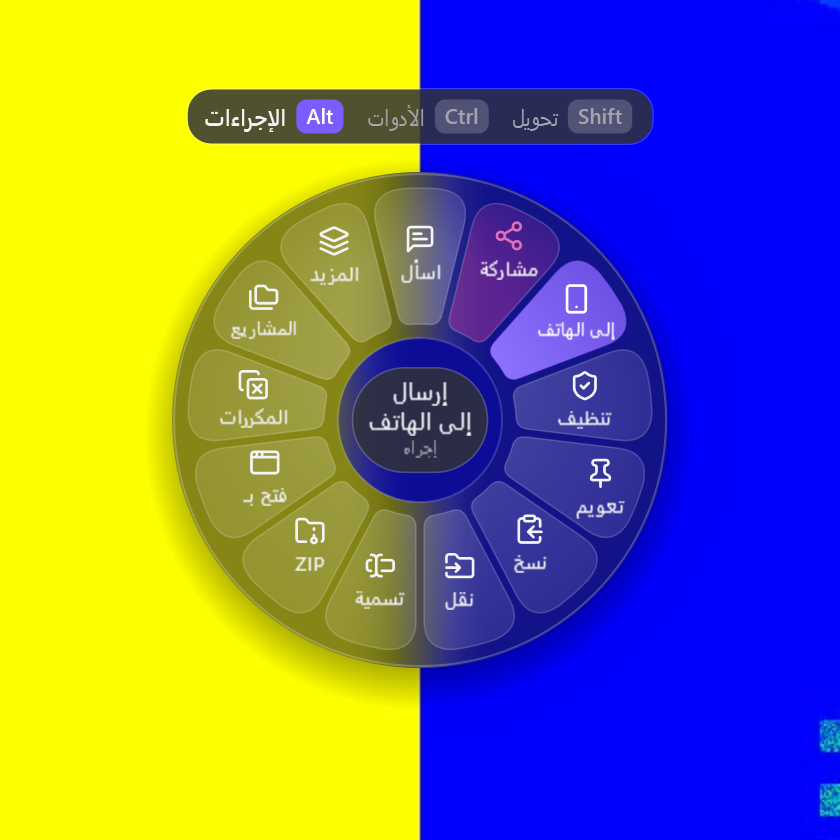 Shift تحويل Ctrl الأدوات Alt الإجراءات
اسأل
مشاركة
إلى الهاتف
تنظيف
تعويم
نسخ
نقل
تسمية
ZIP
فتح بـ
المكررات
المشاريع
المزيد
إرسال
إلى الهاتف
إجراء